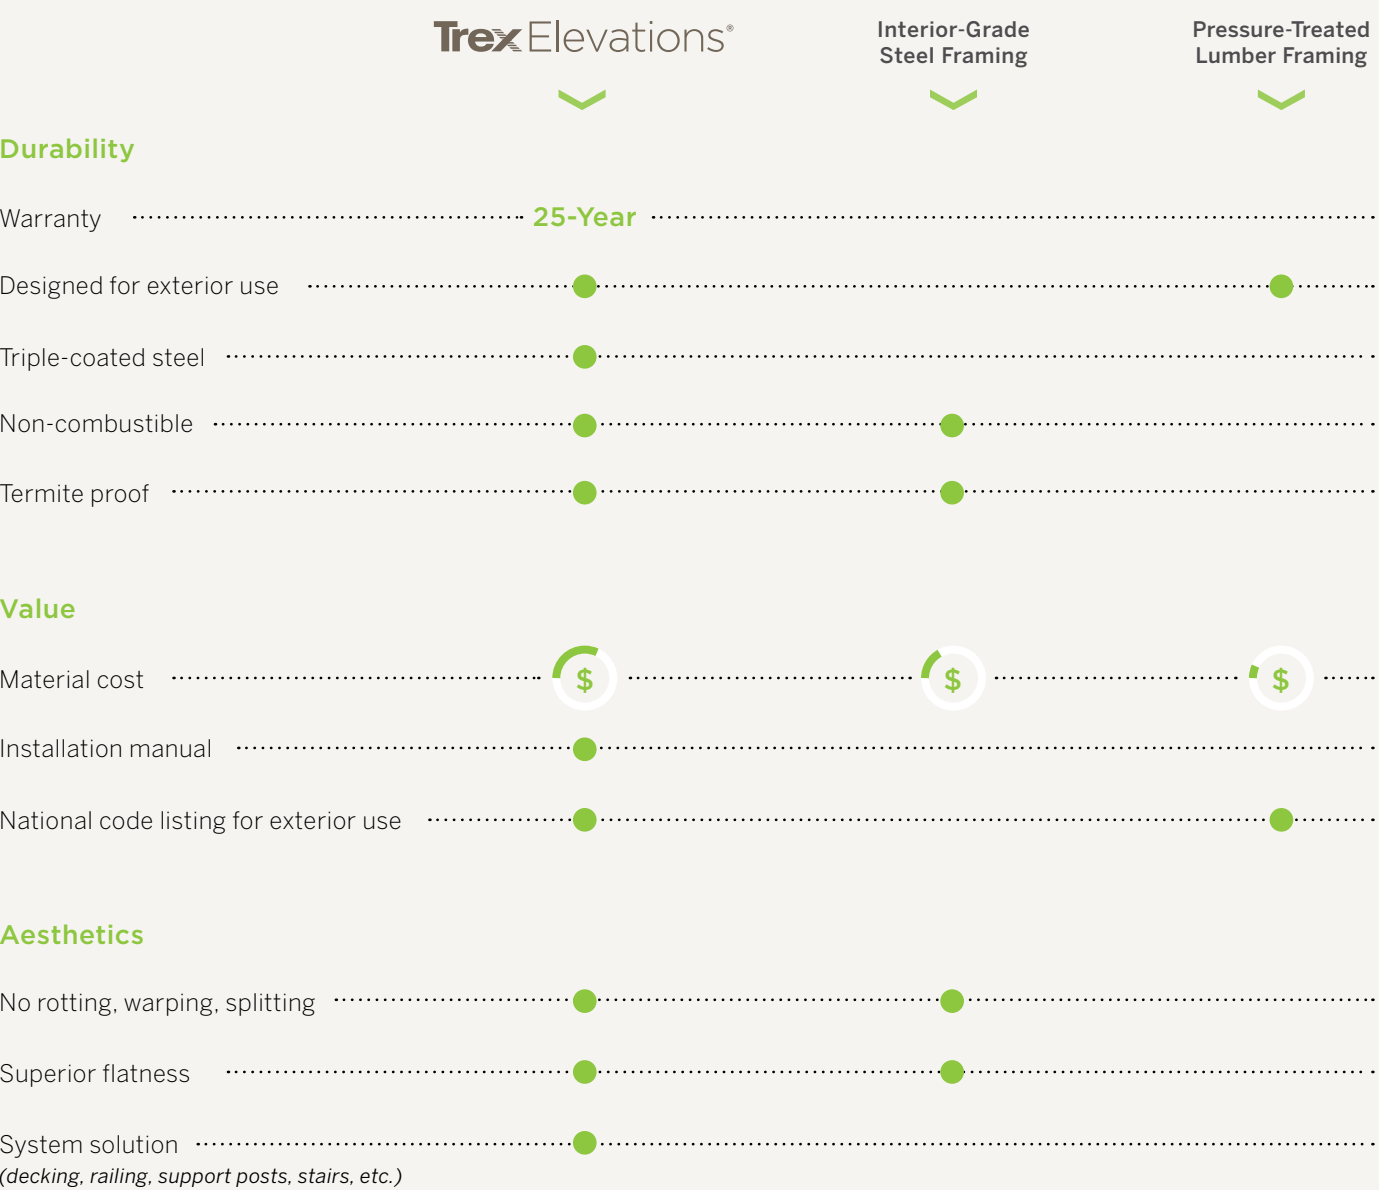 Trex Elevations®
Interior-Grade
Steel Framing
Pressure-Treated
Lumber Framing
Durability
Warranty
25-Year
Designed for exterior use
Triple-coated steel
Non-combustible
Termite proof
Value
Material cost
$ $ $
Installation manual
National code listing for exterior use
Aesthetics
No rotting, warping, splitting
Superior flatness
System solution
(decking, railing, support posts, stairs, etc.)